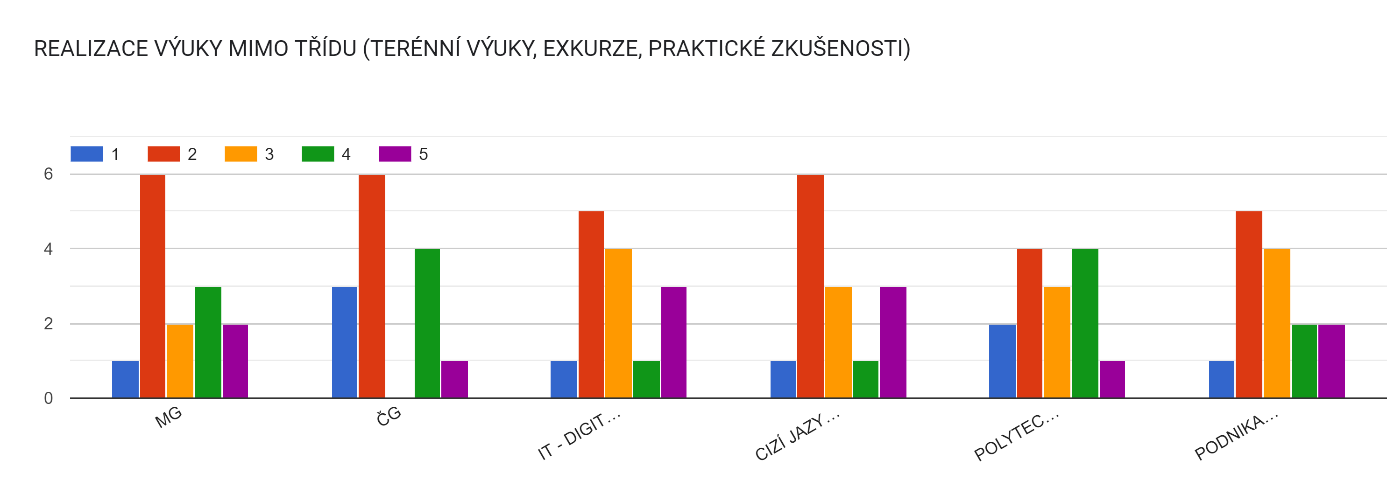 REALIZACE VÝUKY MIMO TŘÍDU (TERÉNNÍ VÝUKY, EXKURZE, PRAKTICKÉ ZKUŠENOSTI)
1 2 3 4 5
6
4
2
0
MG ČG IT - DIGIT… CIZÍ JAZY… POLYTEC… PODNIKA…